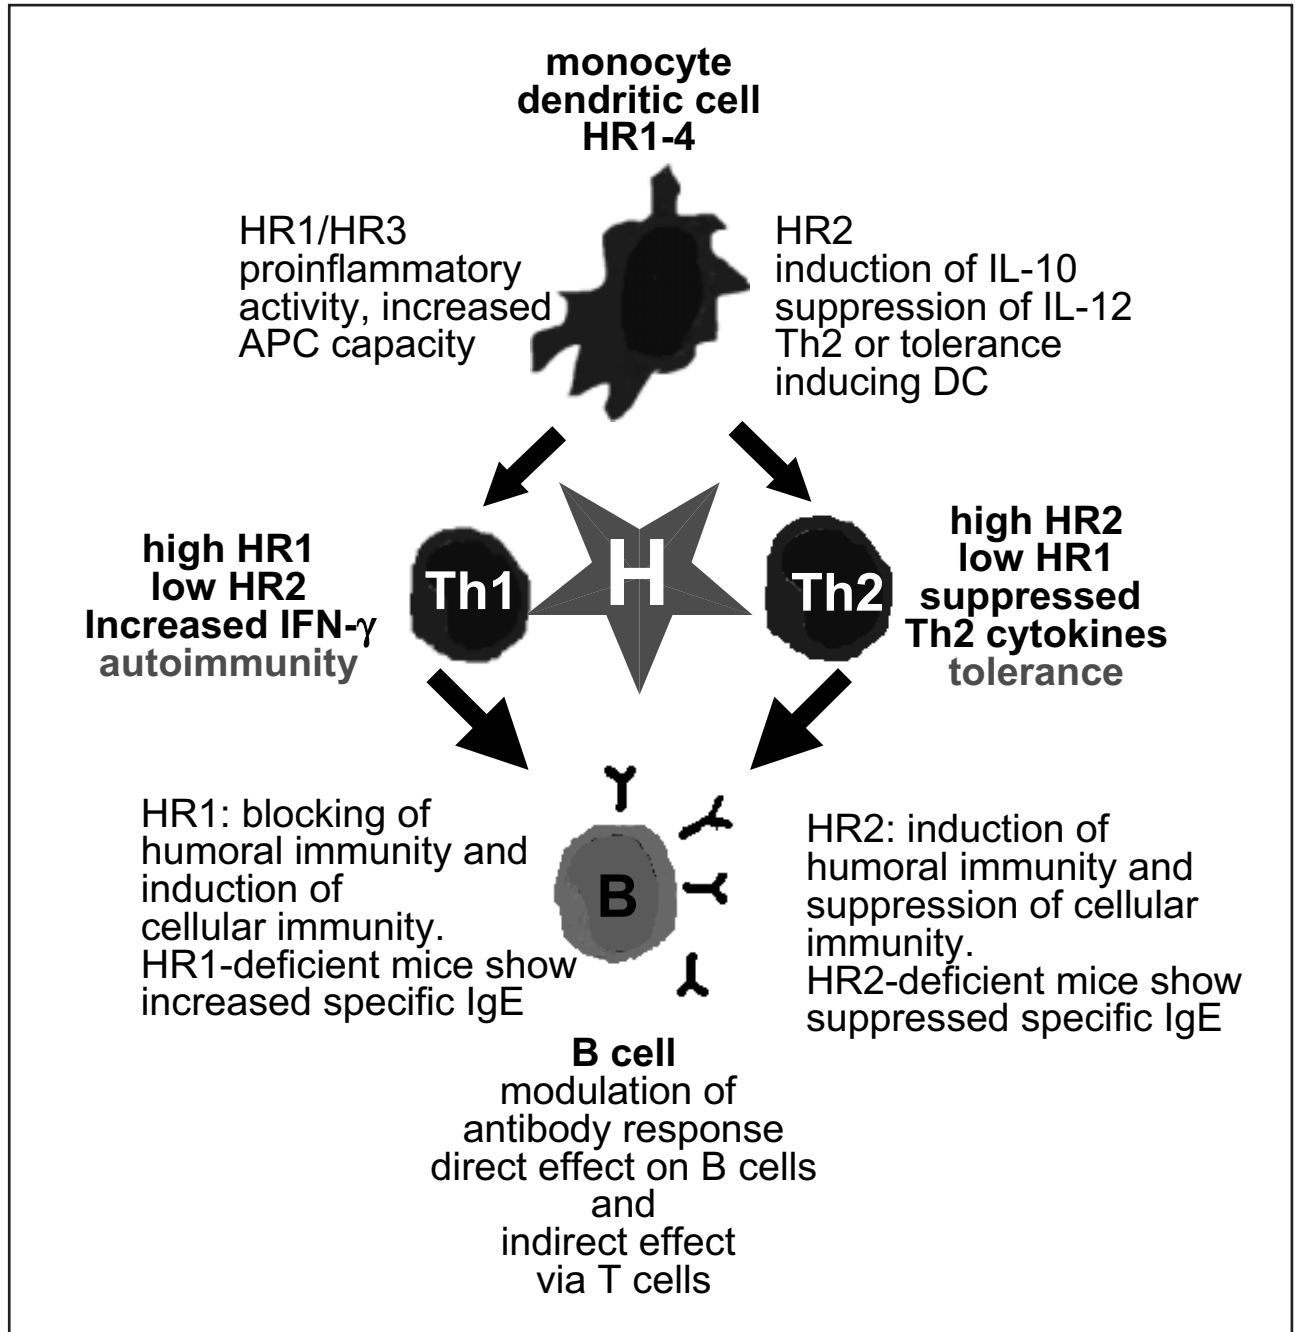 monocyte
dendritic cell
HR1-4
HR1/HR3
proinflammatory
activity, increased
APC capacity
HR2
induction of IL-10
suppression of IL-12
Th2 or tolerance
inducing DC
high HR1
low HR2
Increased IFN-γ
autoimmunity
Th1
H
Th2
high HR2
low HR1
suppressed
Th2 cytokines
tolerance
HR1: blocking of
humoral immunity and
induction of
cellular immunity.
HR1-deficient mice show
increased specific IgE
B
HR2: induction of
humoral immunity and
suppression of cellular
immunity.
HR2-deficient mice show
suppressed specific IgE
B cell
modulation of
antibody response
direct effect on B cells
and
indirect effect
via T cells